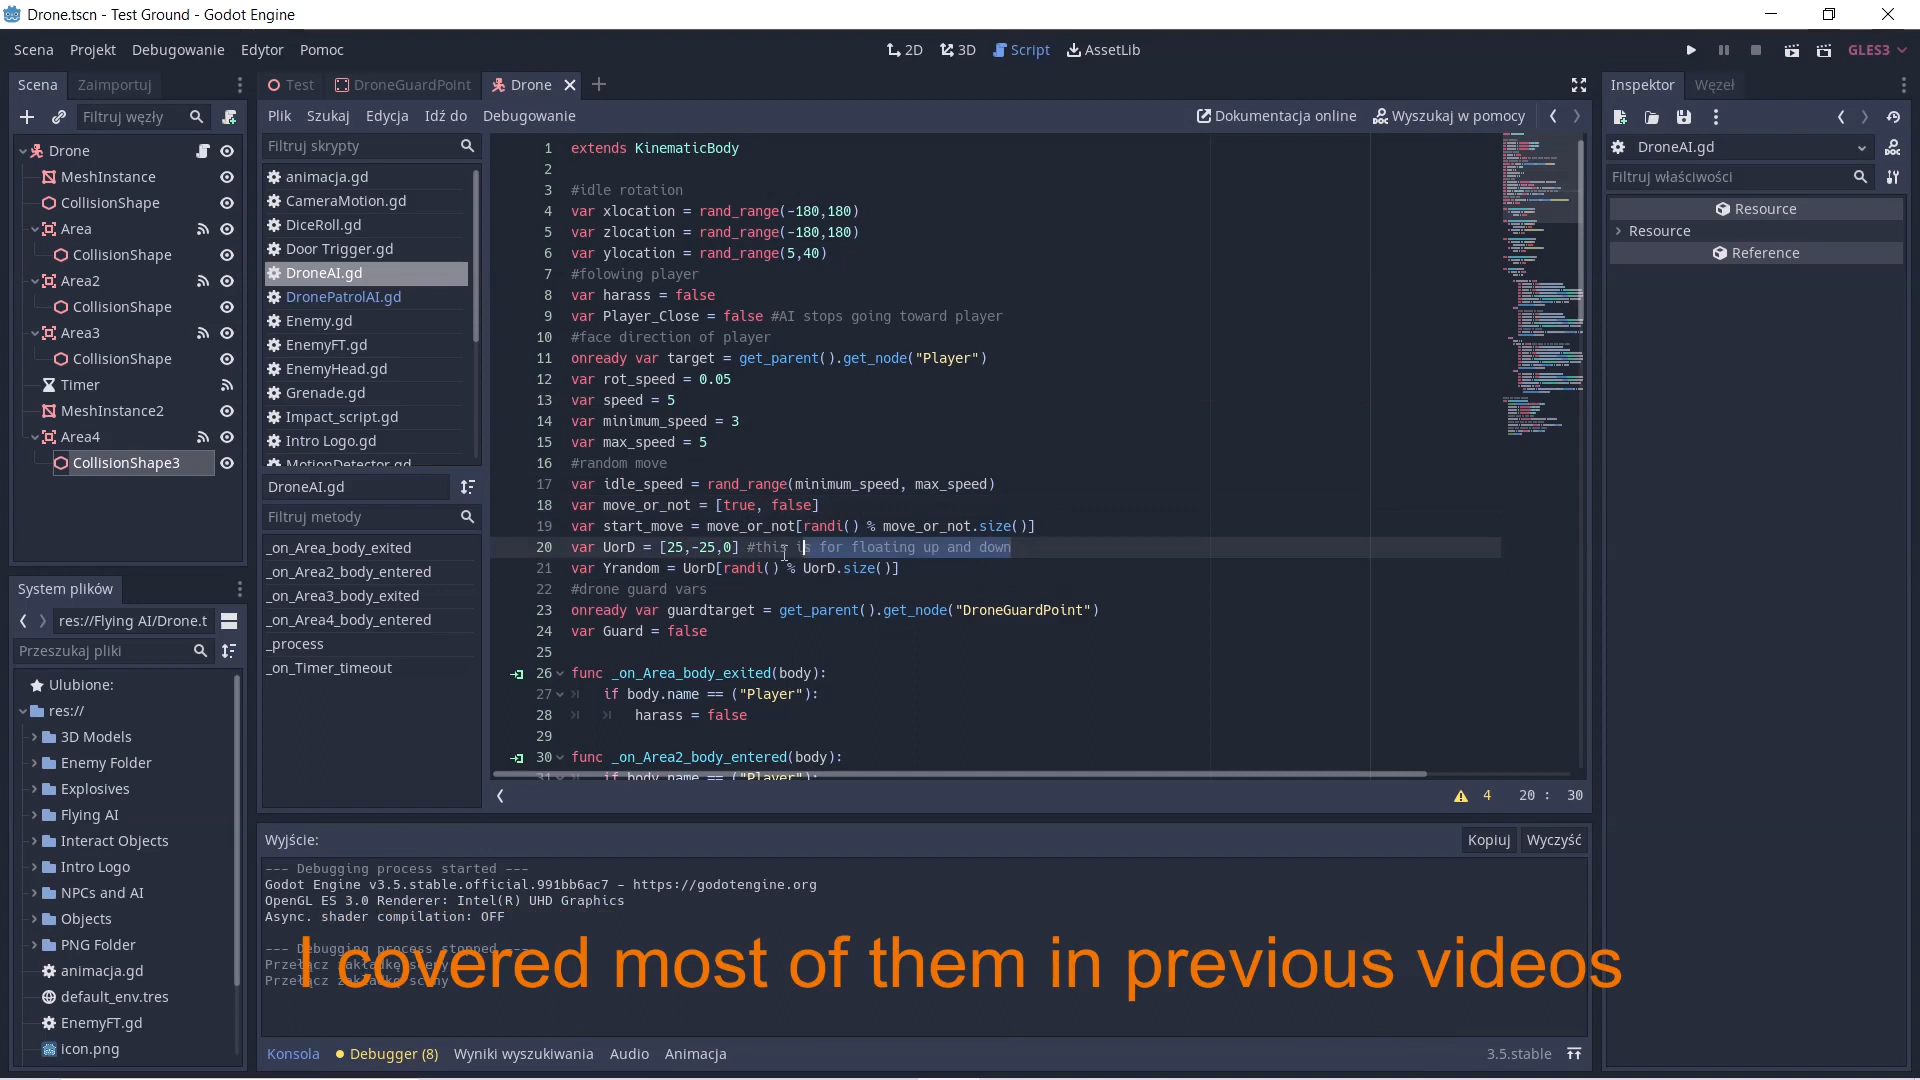 Drone.tscn - Test Ground - Godot Engine
Scena Projekt Debugowanie Edytor Pomoc
2D 3D Script AssetLib
GLES3
Scena Zaimportuj
Filtruj węzły
Drone
MeshInstance
CollisionShape
Area
CollisionShape
Area2
CollisionShape
Area3
CollisionShape
Timer
MeshInstance2
Area4
CollisionShape3
System plików
res://Flying AI/Drone.t
Przeszukaj pliki
Ulubione:
res://
3D Models
Enemy Folder
Explosives
Flying AI
Interact Objects
Intro Logo
NPCs and AI
Objects
PNG Folder
animacja.gd
default_env.tres
EnemyFT.gd
icon.png
Test DroneGuardPoint Drone
Plik Szukaj Edycja Idź do Debugowanie
Dokumentacja online Wyszukaj w pomocy
Filtruj skrypty
animacja.gd
CameraMotion.gd
DiceRoll.gd
Door Trigger.gd
DroneAI.gd
DronePatrolAI.gd
Enemy.gd
EnemyFT.gd
EnemyHead.gd
Grenade.gd
Impact_script.gd
Intro Logo.gd
MotionDetector.gd
DroneAI.gd
Filtruj metody
_on_Area_body_exited
_on_Area2_body_entered
_on_Area3_body_exited
_on_Area4_body_entered
_process
_on_Timer_timeout
1 extends KinematicBody
2
3 #idle rotation
4 var xlocation = rand_range(-180,180)
5 var zlocation = rand_range(-180,180)
6 var ylocation = rand_range(5,40)
7 #folowing player
8 var harass = false
9 var Player_Close = false #AI stops going toward player
10 #face direction of player
11 onready var target = get_parent().get_node("Player")
12 var rot_speed = 0.05
13 var speed = 5
14 var minimum_speed = 3
15 var max_speed = 5
16 #random move
17 var idle_speed = rand_range(minimum_speed, max_speed)
18 var move_or_not = [true, false]
19 var start_move = move_or_not[randi() % move_or_not.size()]
20 var UorD = [25,-25,0] #this is for floating up and down
21 var Yrandom = UorD[randi() % UorD.size()]
22 #drone guard vars
23 onready var guardtarget = get_parent().get_node("DroneGuardPoint")
24 var Guard = false
25
26 func _on_Area_body_exited(body):
27 if body.name == ("Player"):
28 harass = false
29
30 func _on_Area2_body_entered(body):
31 if body.name == ("Player"):
4 20 : 30
Wyjście:
Kopiuj Wyczyść
--- Debugging process started ---
Godot Engine v3.5.stable.official.991bb6ac7 - https://godotengine.org
OpenGL ES 3.0 Renderer: Intel(R) UHD Graphics
Async. shader compilation: OFF
--- Debugging process stopped ---
Przełącz zakładkę sceny
Przełącz zakładkę sceny
I covered most of them in previous videos
Konsola Debugger (8) Wyniki wyszukiwania Audio Animacja
3.5.stable
Inspektor Węzeł
DroneAI.gd
Filtruj właściwości
Resource
Resource
Reference